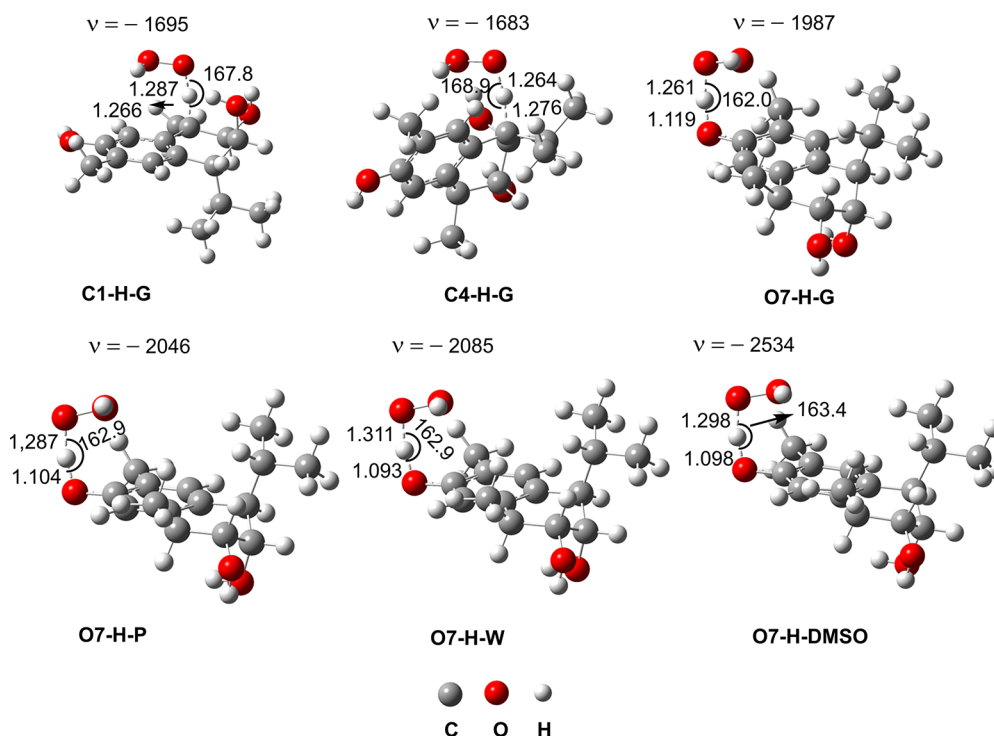 ν = − 1695
ν = − 1683
ν = − 1987
167.8
1.287
1.266
168.9
1.264
1.276
1.261
162.0
1.119
C1-H-G
C4-H-G
O7-H-G
ν = − 2046
ν = − 2085
ν = − 2534
1,287
162.9
1.104
1.311
162.9
1.093
1.298
163.4
1.098
O7-H-P
O7-H-W
O7-H-DMSO
C O H